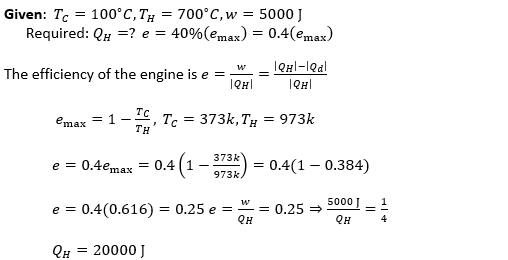 Given: T_C = 100°C, T_H = 700°C, w = 5000 J
Required: Q_H =? e = 40%(e_max) = 0.4(e_max)
The efficiency of the engine is e = w/|Q_H| = |Q_H|−|Q_d|/|Q_H|
e_max = 1 − T_C/T_H, T_C = 373k, T_H = 973k
e = 0.4e_max = 0.4(1 − 373k/973k) = 0.4(1 − 0.384)
e = 0.4(0.616) = 0.25 e = w/Q_H = 0.25 ⇒ 5000 J/Q_H = 1/4
Q_H = 20000 J